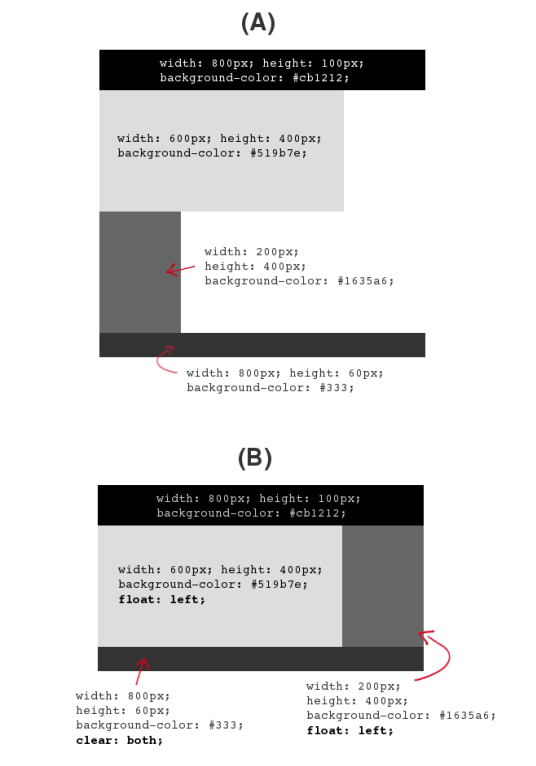 (A)
width: 800px; height: 100px;
background-color: #cb1212;
width: 600px; height: 400px;
background-color: #519b7e;
width: 200px;
height: 400px;
background-color: #1635a6;
width: 800px; height: 60px;
background-color: #333;
(B)
width: 800px; height: 100px;
background-color: #cb1212;
width: 600px; height: 400px;
background-color: #519b7e;
float: left;
width: 800px;
height: 60px;
background-color: #333;
clear: both;
width: 200px;
height: 400px;
background-color: #1635a6;
float: left;